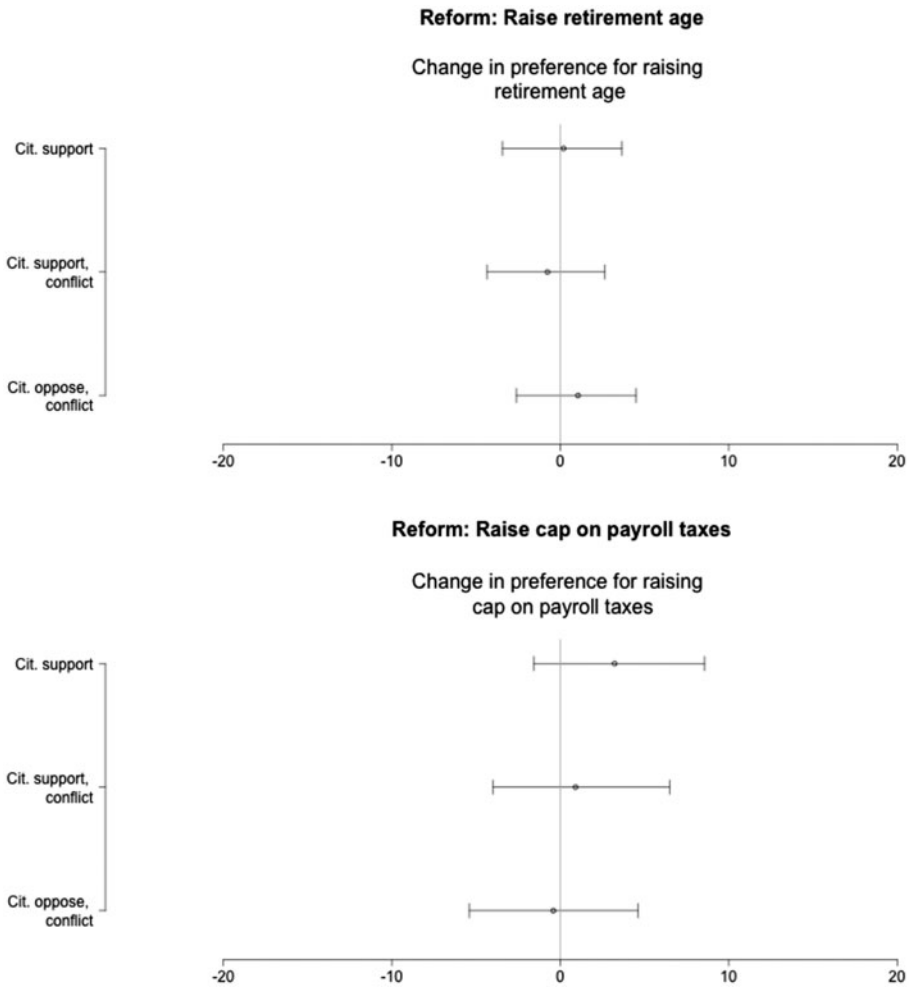 Reform: Raise retirement age
Change in preference for raising
retirement age
Cit. support
Cit. support,
conflict
Cit. oppose,
conflict
-20 -10 0 10 20
Reform: Raise cap on payroll taxes
Change in preference for raising
cap on payroll taxes
Cit. support
Cit. support,
conflict
Cit. oppose,
conflict
-20 -10 0 10 20